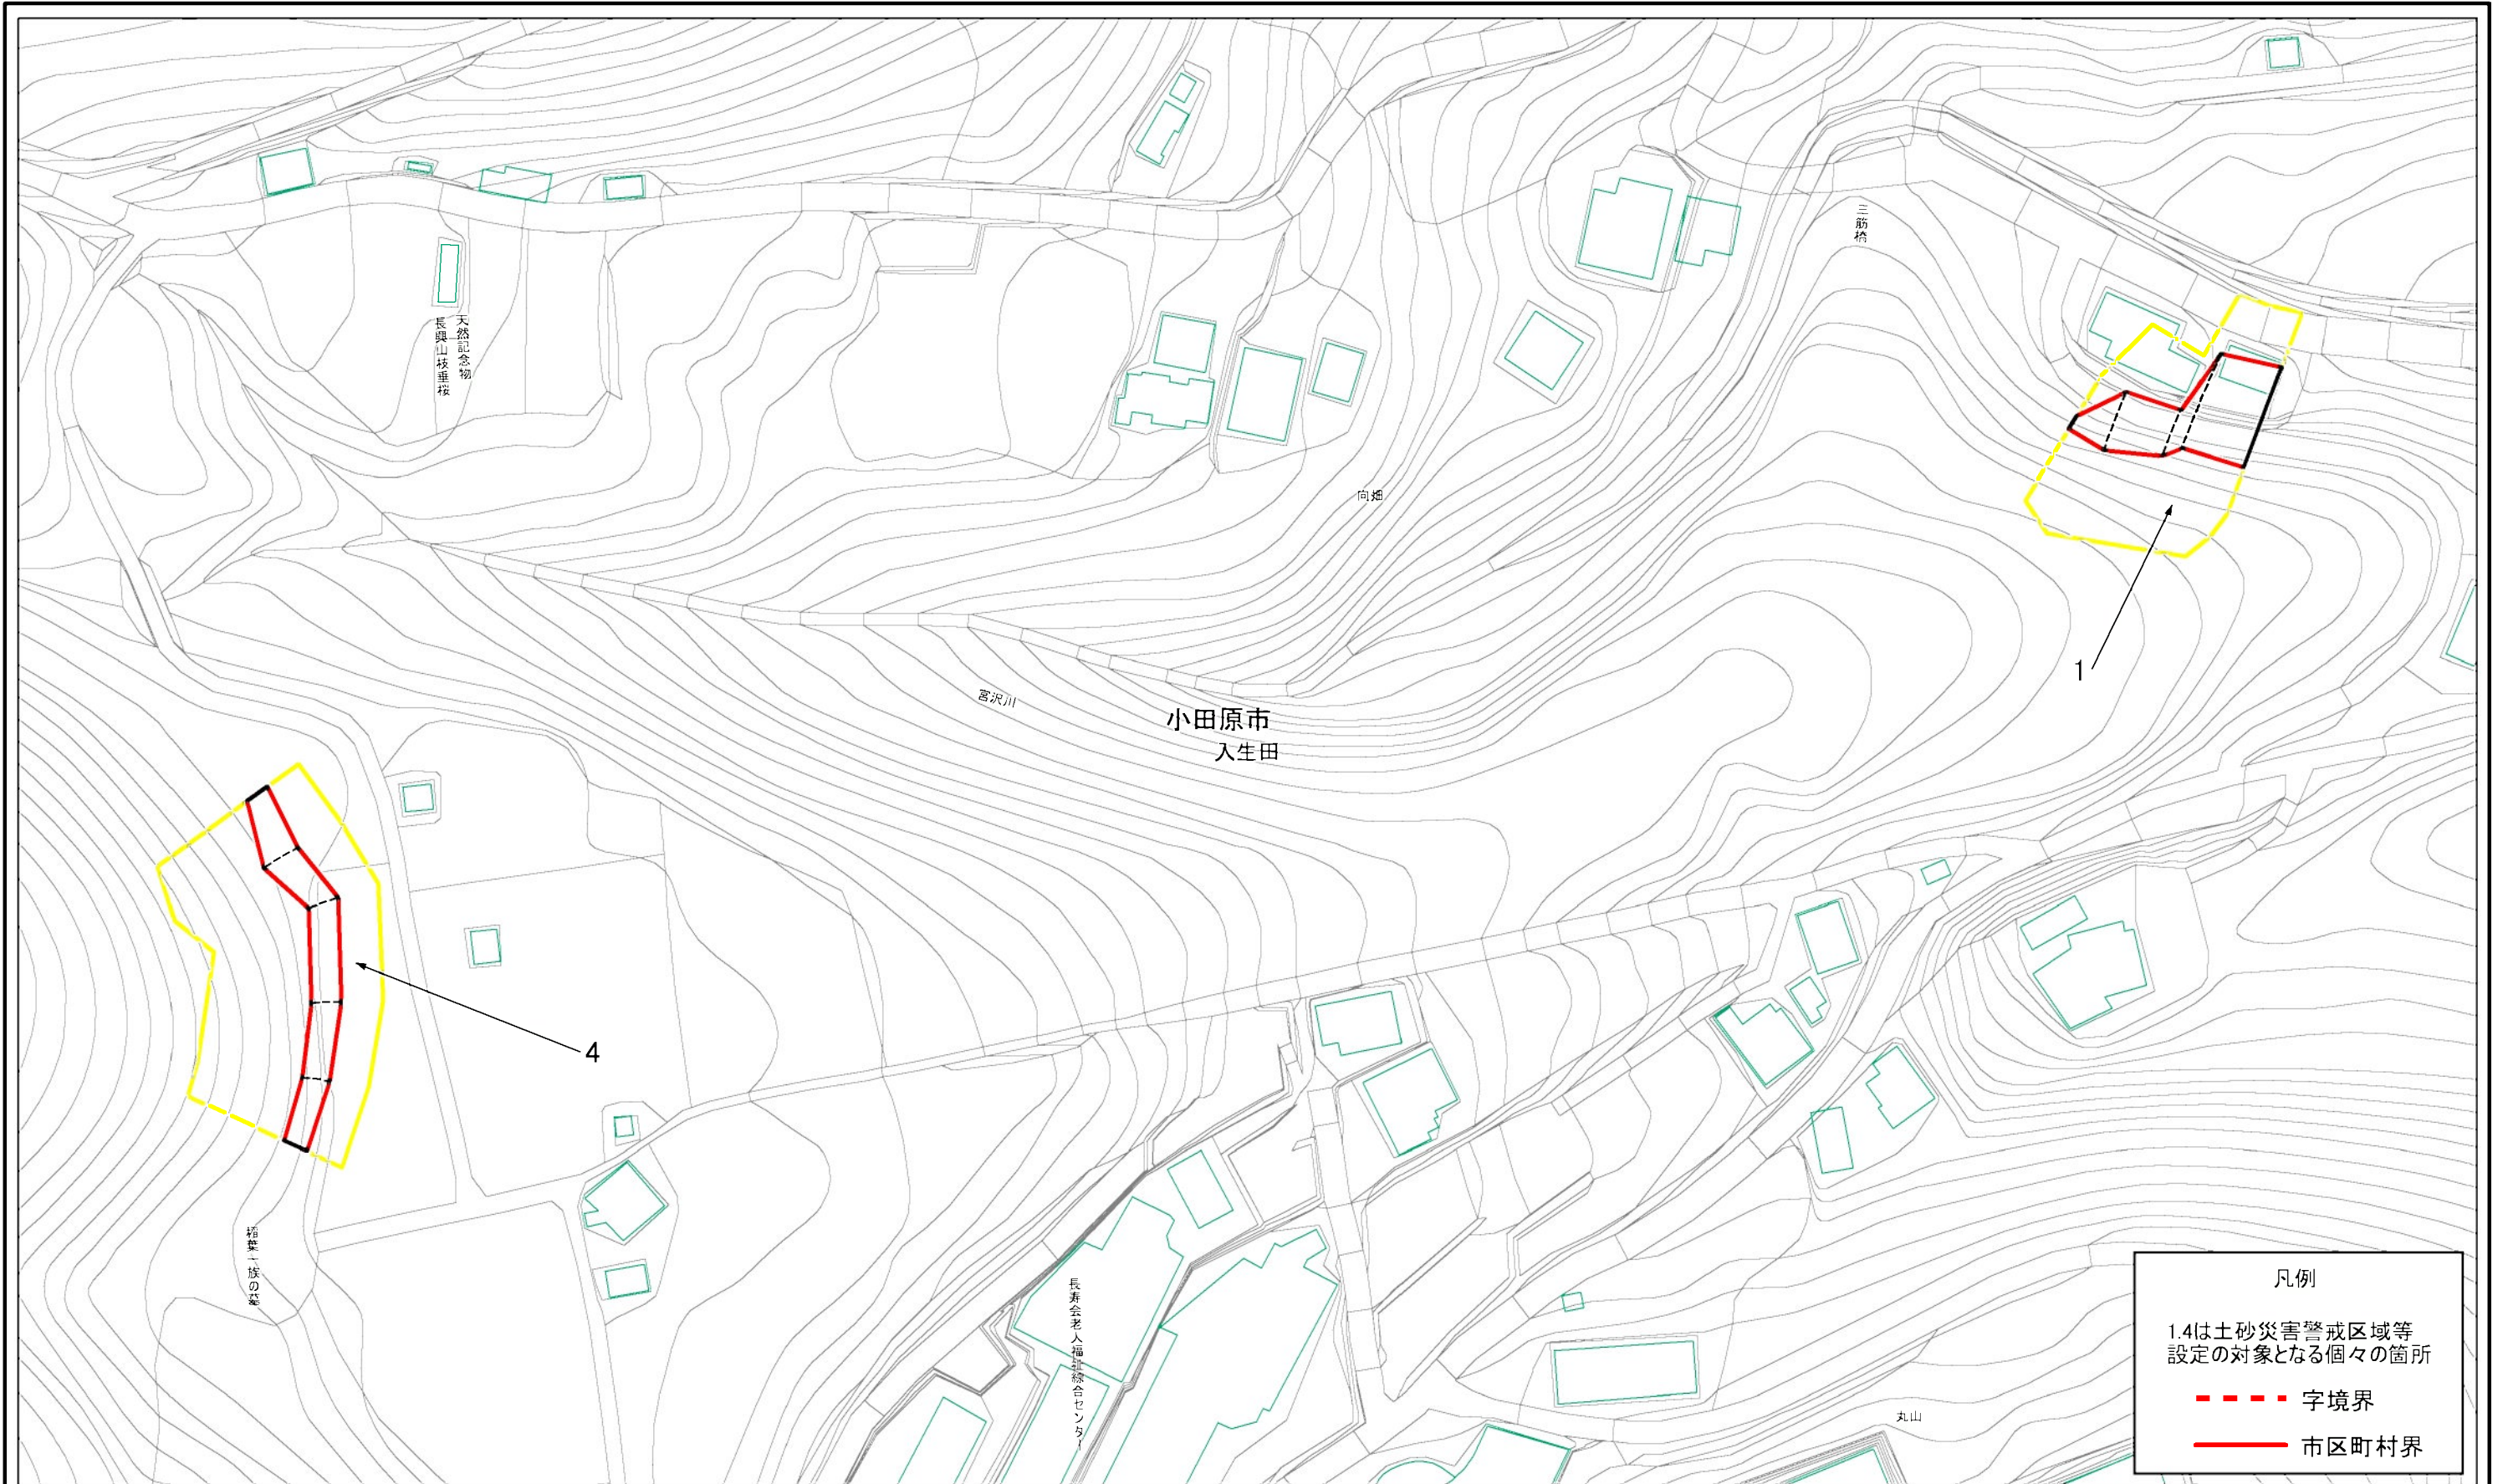 三筋橋
天然記念物
長興山枝垂桜
向畑
1
宮沢川
小田原市
入生田
4
稲葉一族の墓
長寿会老人福祉総合センター
丸山
凡例
1.4は土砂災害警戒区域等
設定の対象となる個々の箇所
字境界
市区町村界